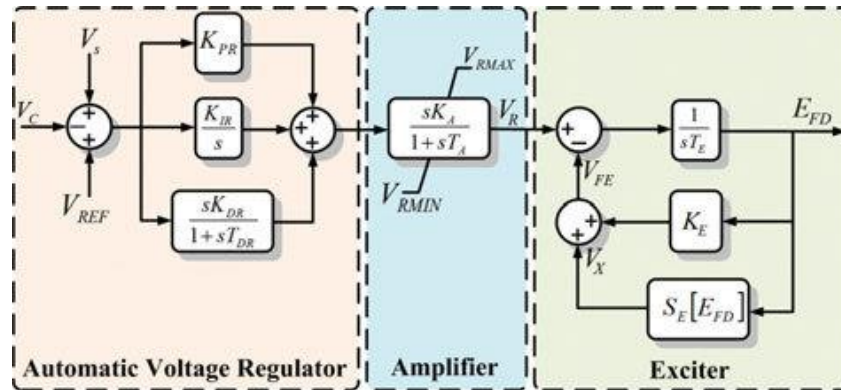 V_s
V_C
V_REF
K_PR
K_IR
s
sK_DR
1+sT_DR
V_RMAX
sK_A
1+sT_A
V_R
V_RMIN
1
sT_E
E_FD
V_FE
K_E
V_X
S_E[E_FD]
Automatic Voltage Regulator
Amplifier
Exciter